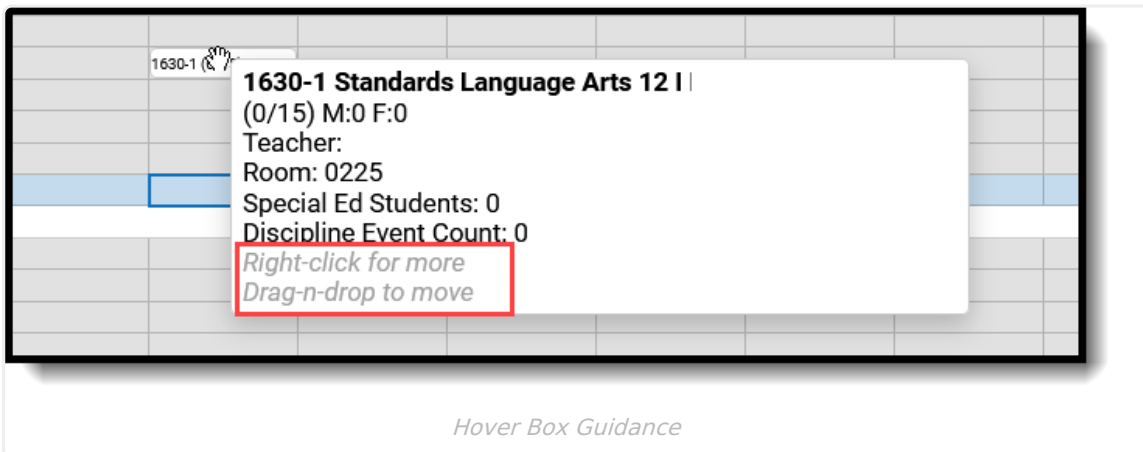 1630-1 (
1630-1 Standards Language Arts 12 I
(0/15) M:0 F:0
Teacher:
Room: 0225
Special Ed Students: 0
Discipline Event Count: 0
Right-click for more
Drag-n-drop to move
Hover Box Guidance